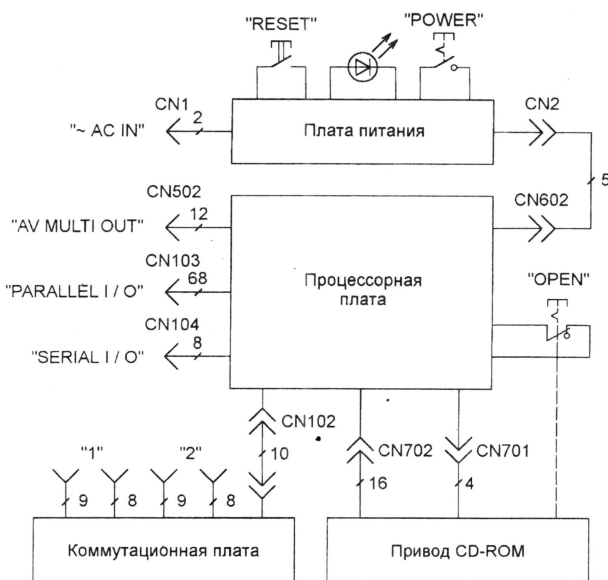 "RESET"
"POWER"
CN1
2
"~ AC IN"
Плата питания
CN2
5
CN502
12
"AV MULTI OUT"
CN602
CN103
68
"PARALLEL I / O"
Процессорная
плата
"OPEN"
CN104
8
"SERIAL I / O"
CN102
10
CN702
16
CN701
4
"1"
"2"
9
8
9
8
Коммутационная плата
Привод CD-ROM